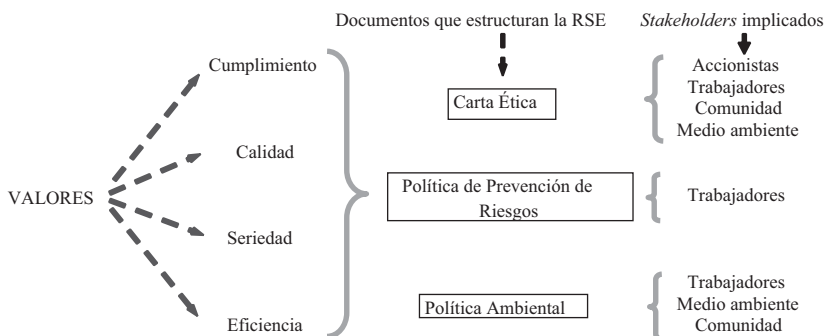 Documentos que estructuran la RSE
Stakeholders implicados
VALORES
Cumplimiento
Calidad
Seriedad
Eficiencia
Carta Ética
Política de Prevención de
Riesgos
Política Ambiental
Accionistas
Trabajadores
Comunidad
Medio ambiente
Trabajadores
Trabajadores
Medio ambiente
Comunidad